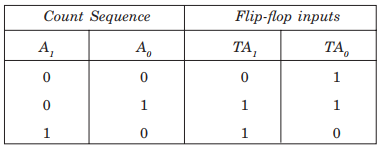 Count Sequence Flip-flop inputs
A₁ A₀ TA₁ TA₀
0 0 0 1
0 1 1 1
1 0 1 0